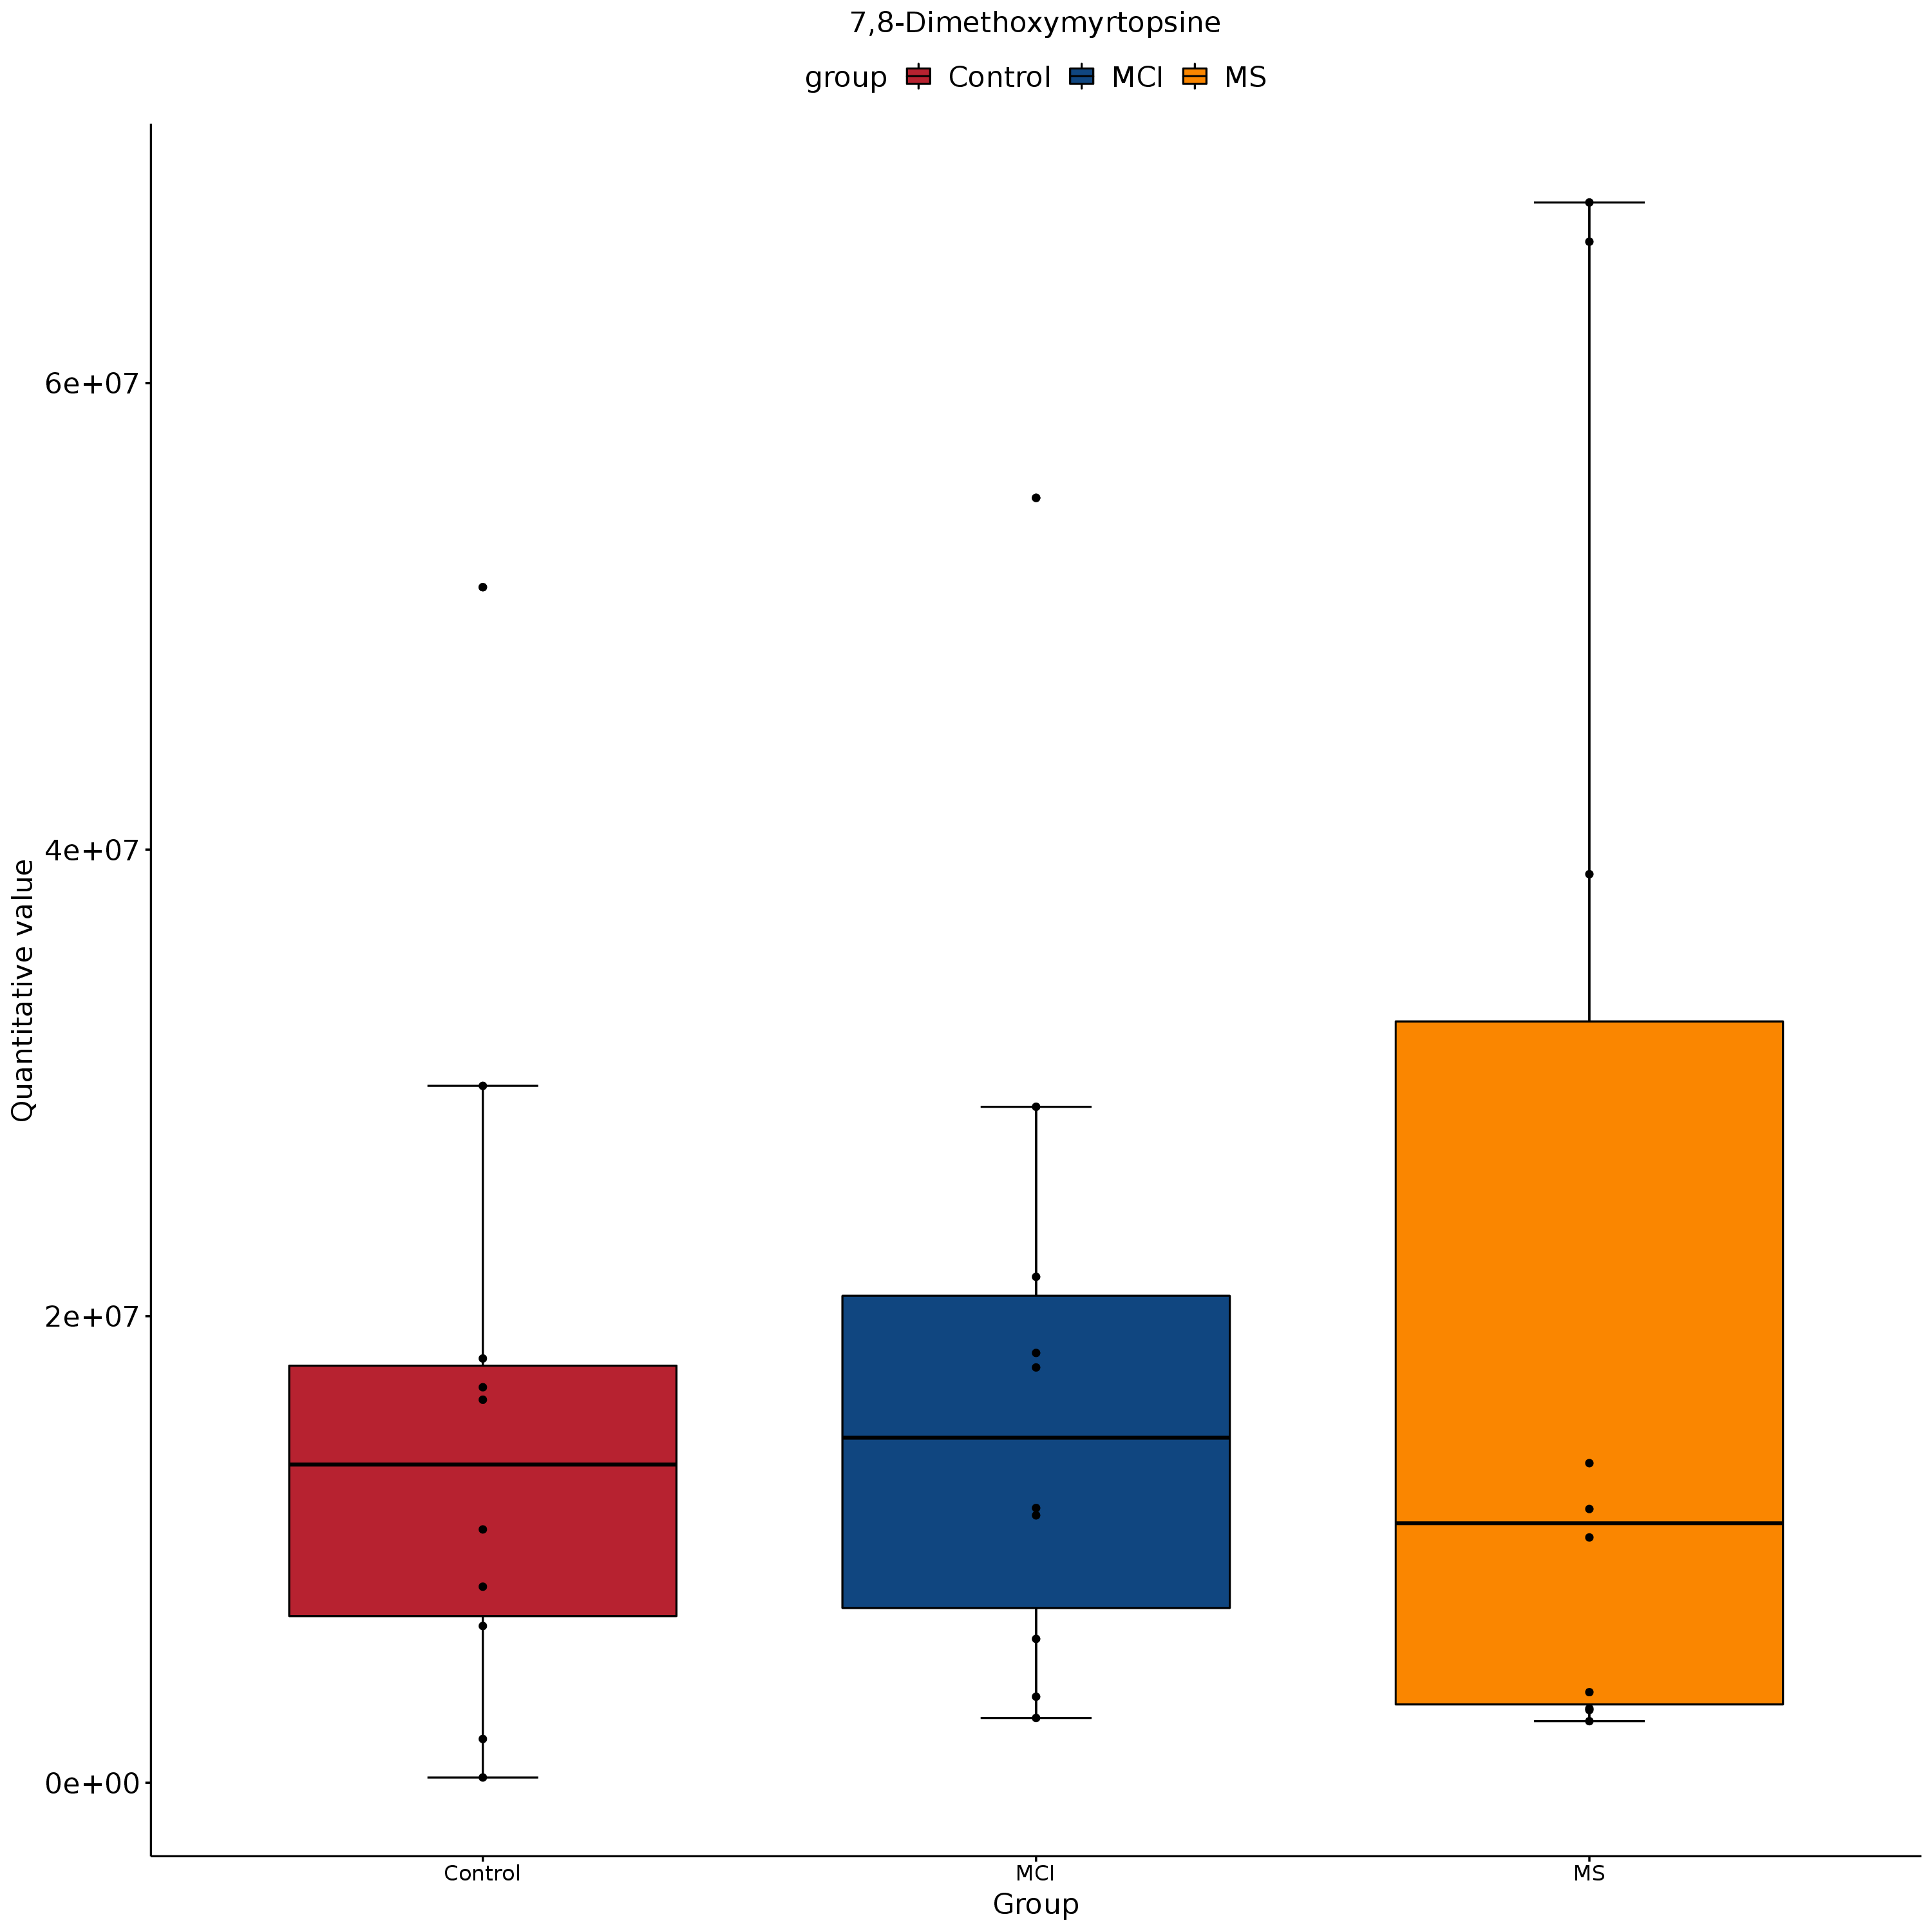 7,8-Dimethoxymyrtopsine
group Control MCI MS
Quantitative value
6e+07
4e+07
2e+07
0e+00
Control MCI MS
Group